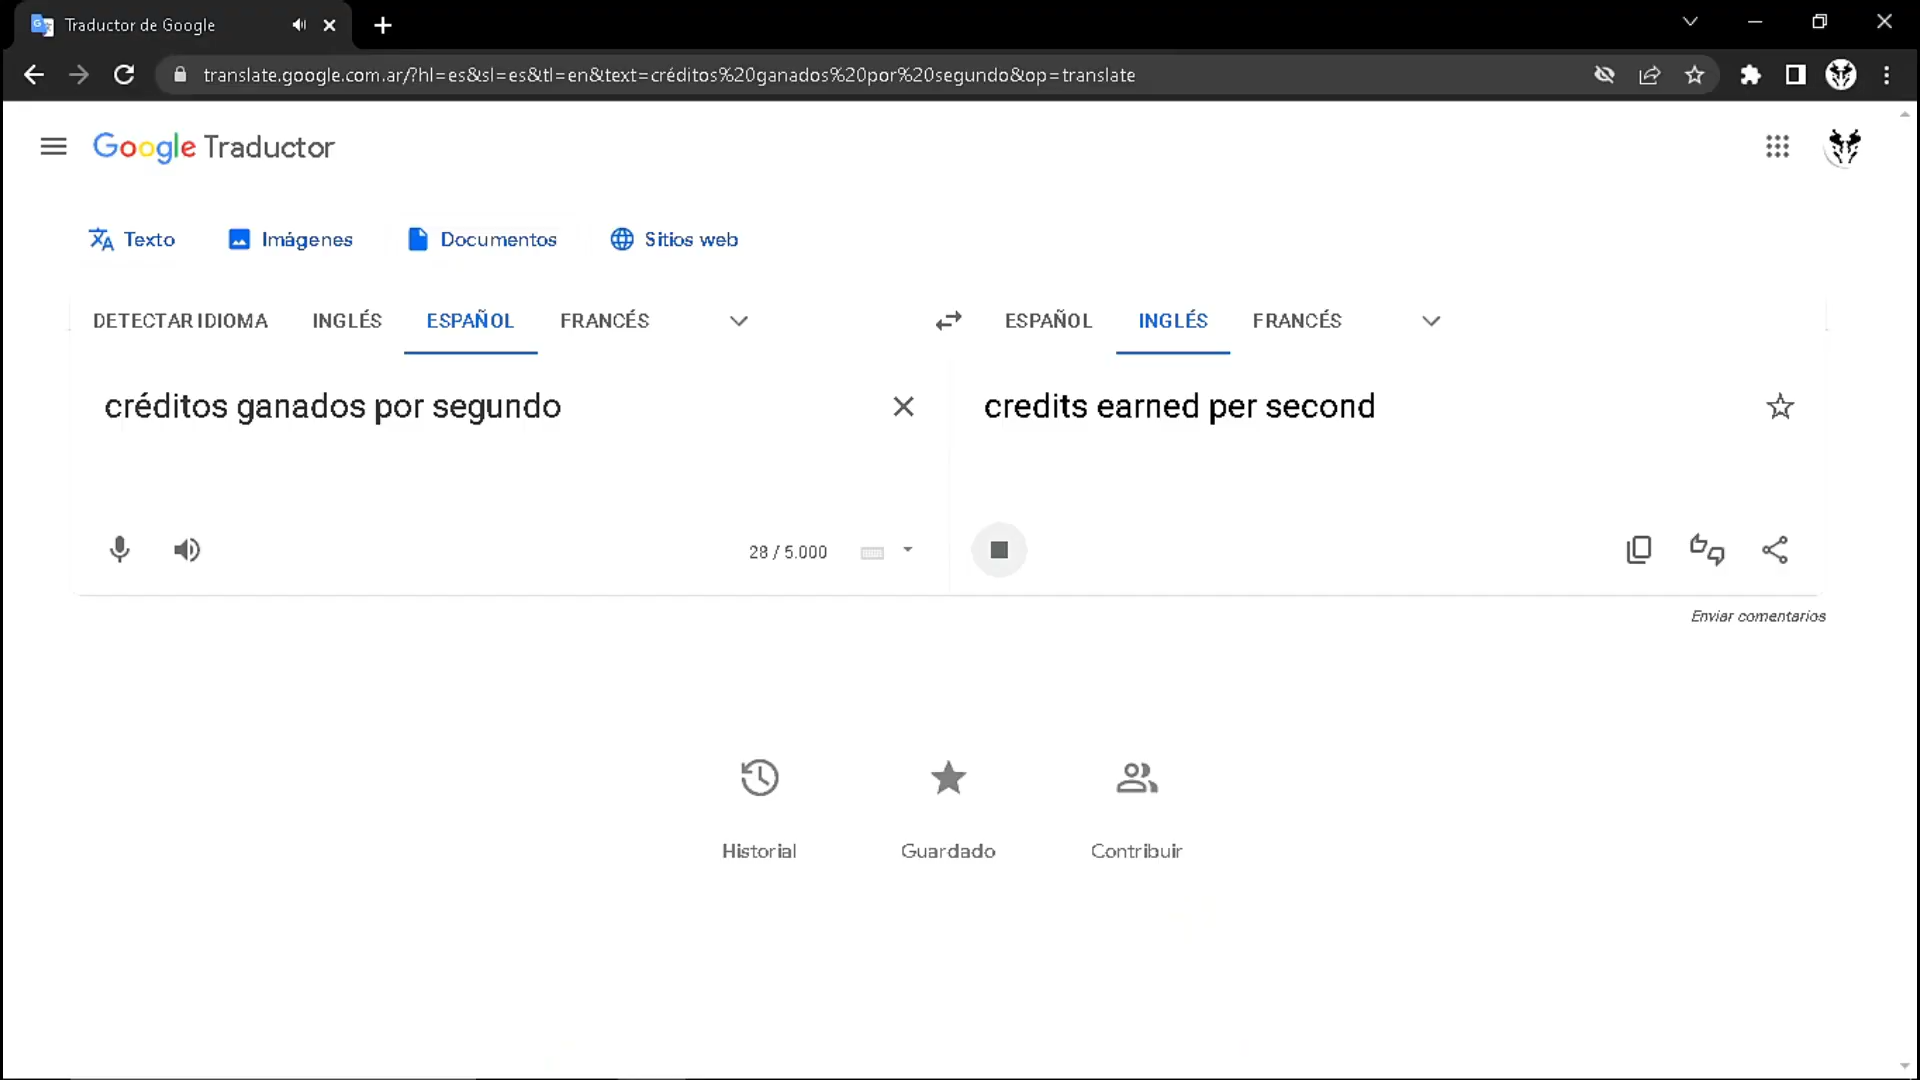 Traductor de Google
translate.google.com.ar/?hl=es&sl=es&tl=en&text=créditos%20ganados%20por%20segundo&op=translate
Google Traductor
Texto Imágenes Documentos Sitios web
DETECTAR IDIOMA INGLÉS ESPAÑOL FRANCÉS ESPAÑOL INGLÉS FRANCÉS
créditos ganados por segundo credits earned per second
28 / 5.000
Enviar comentarios
Historial Guardado Contribuir